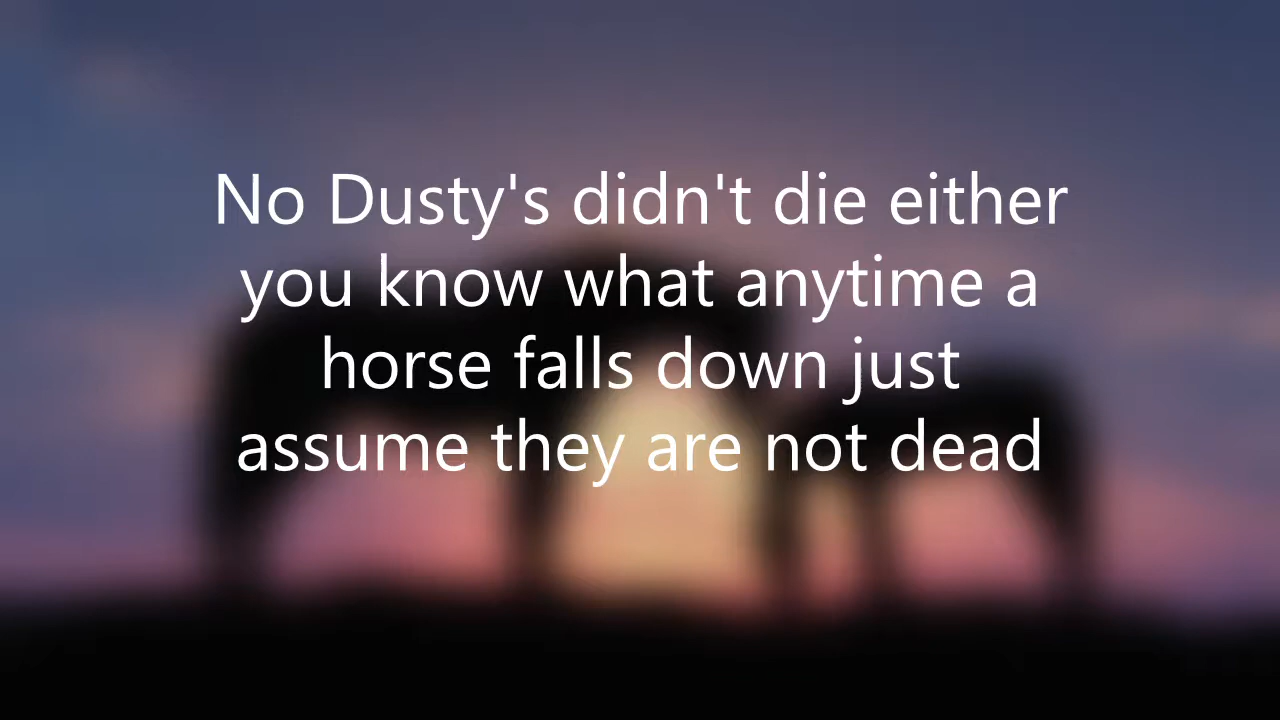 No Dusty's didn't die either
you know what anytime a
horse falls down just
assume they are not dead